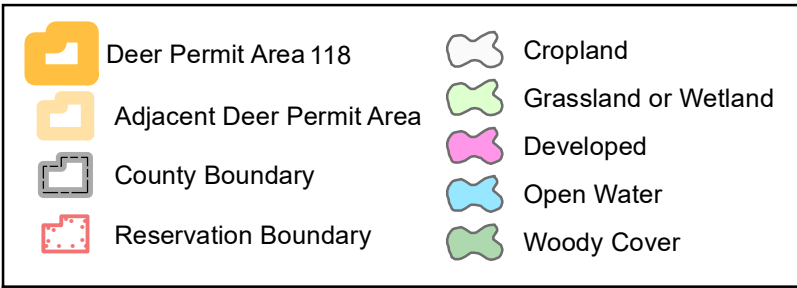 Deer Permit Area 118
Adjacent Deer Permit Area
County Boundary
Reservation Boundary
Cropland
Grassland or Wetland
Developed
Open Water
Woody Cover